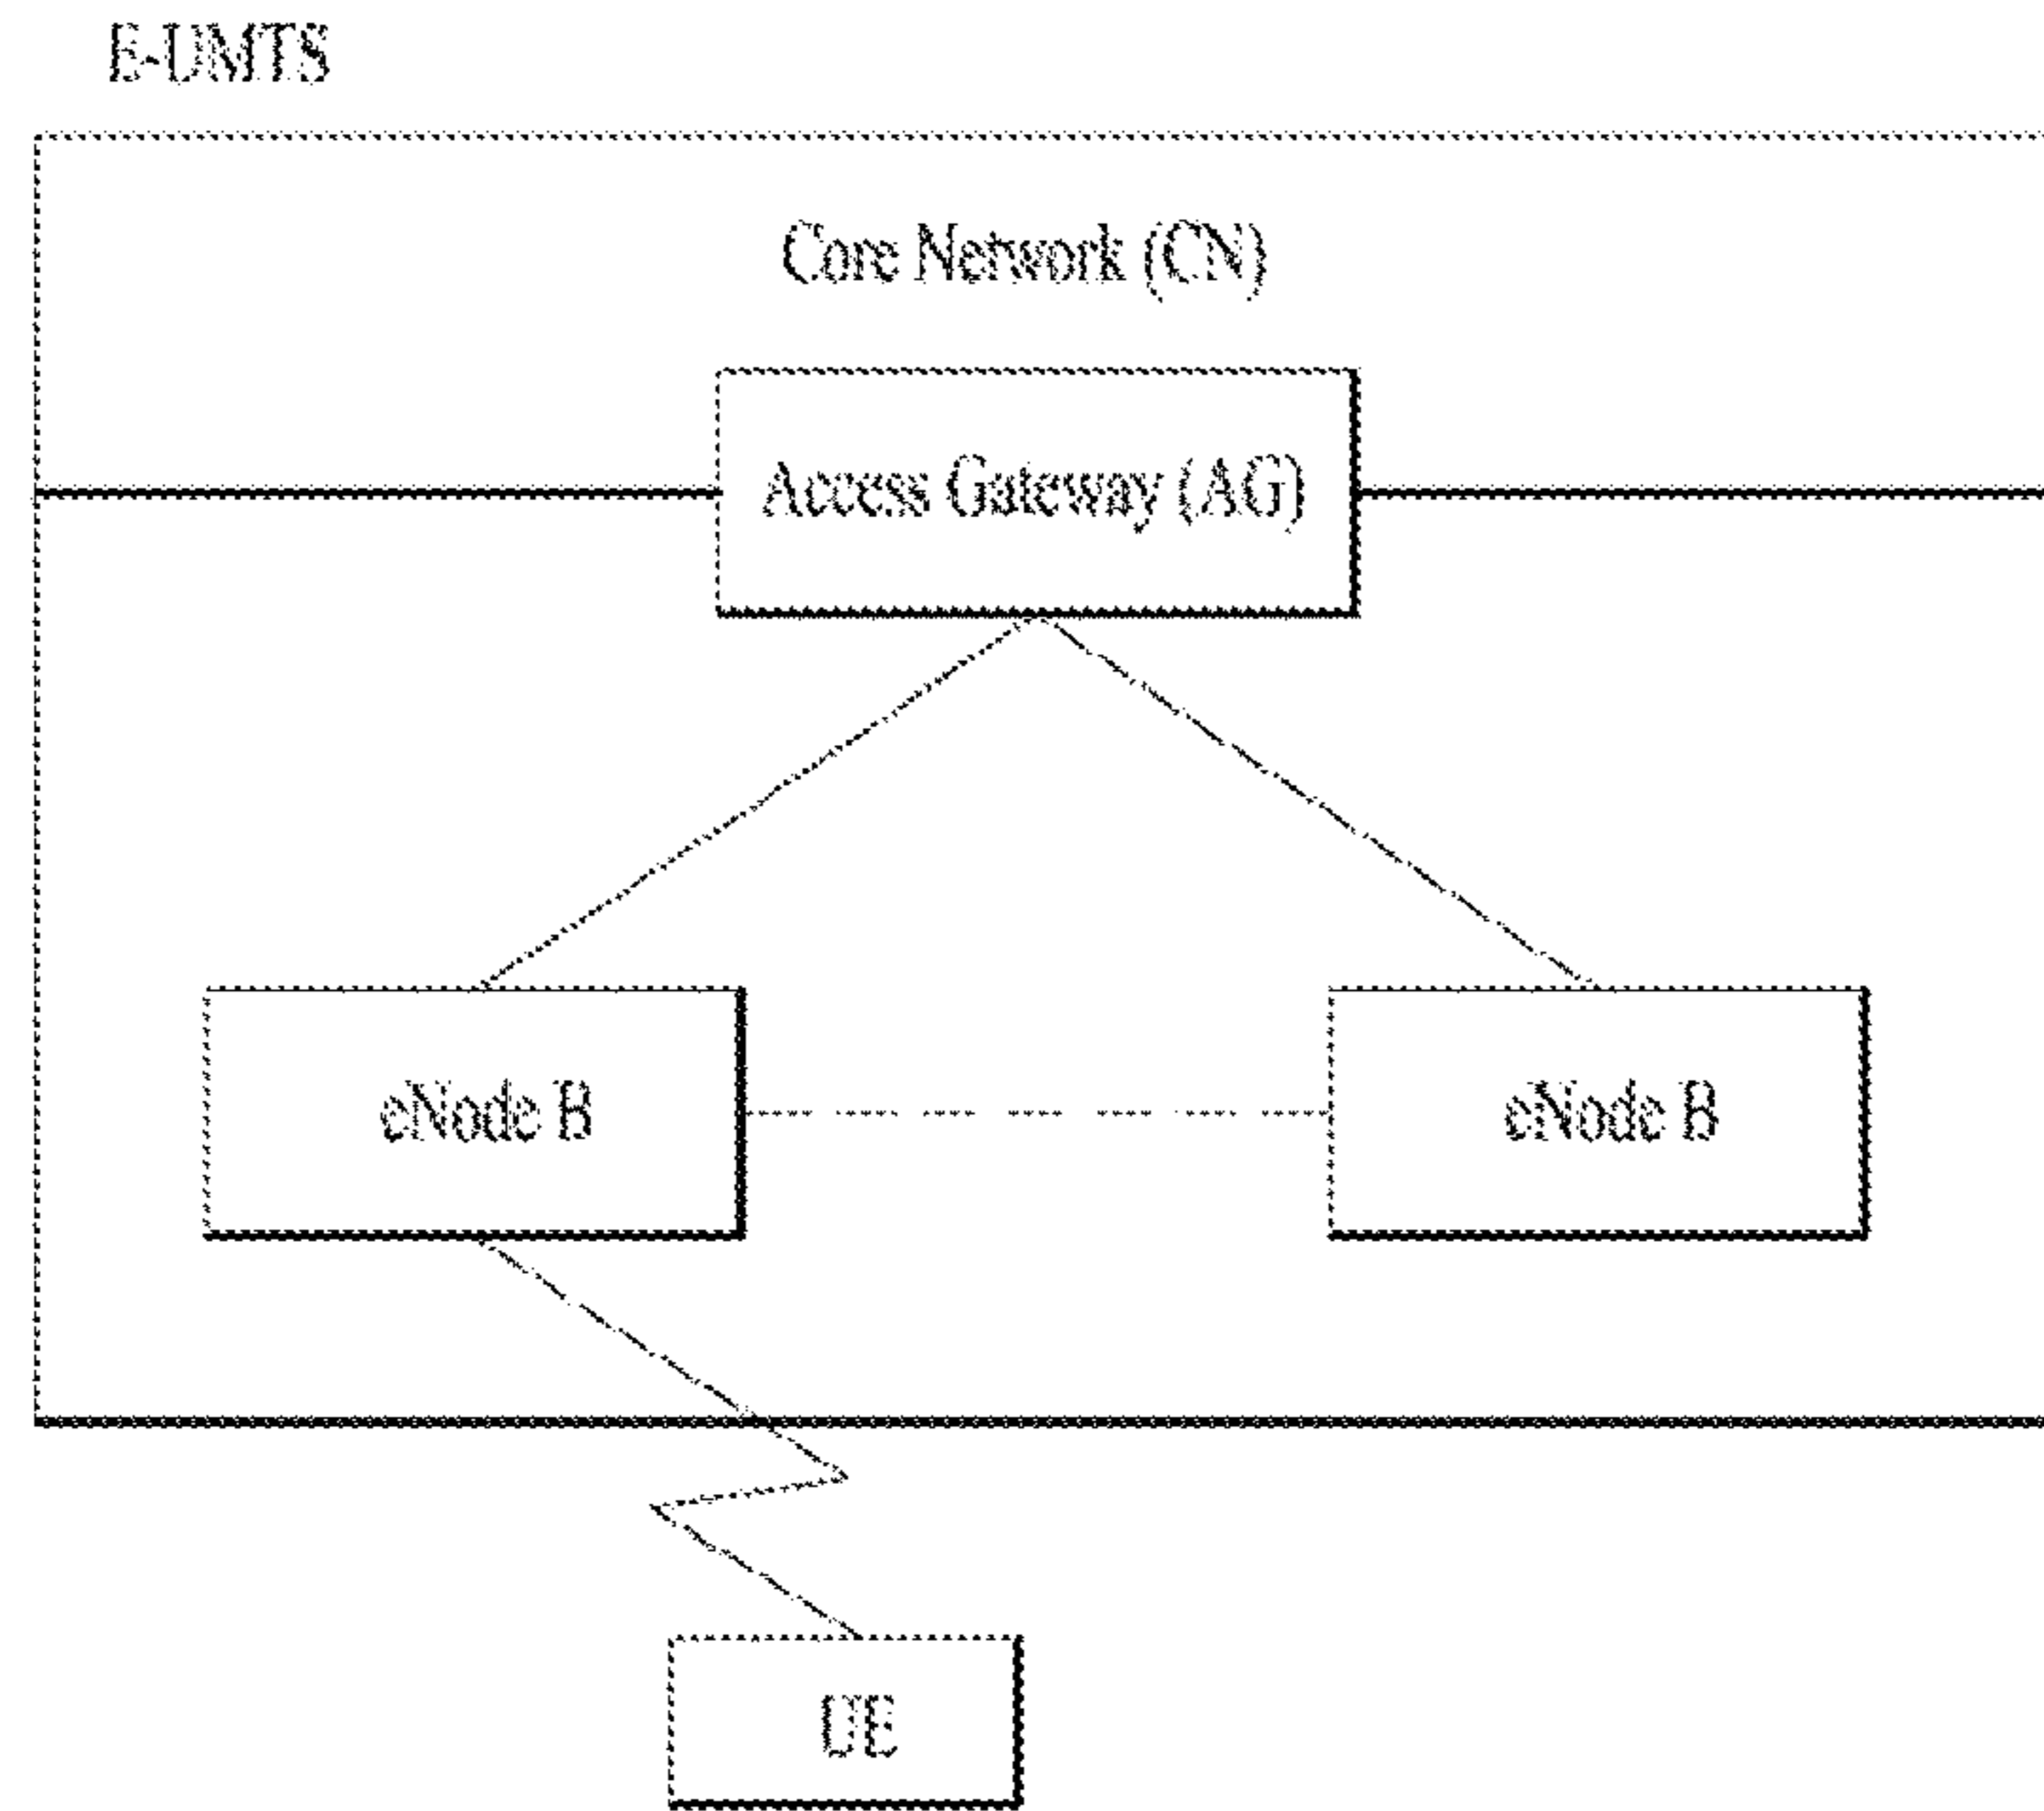 E-UMTS
Core Network (CN)
Access Gateway (AG)
eNode B
eNode B
UE